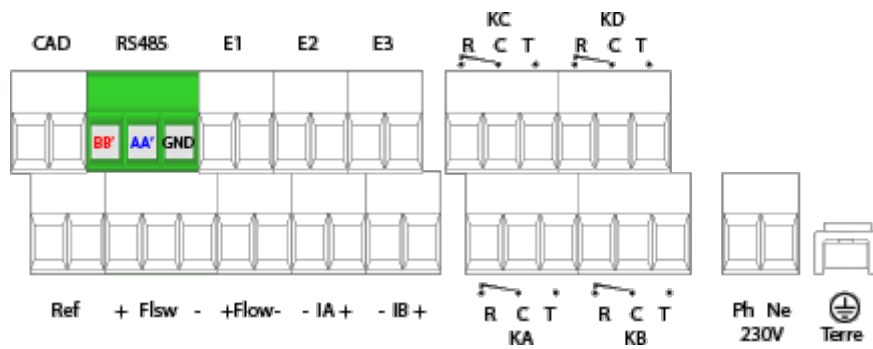 KC KD
CAD RS485 E1 E2 E3 R C T R C T
BB' AA' GND
Ref + Flsw - +Flow- - IA + - IB + R C T R C T Ph Ne
KA KB 230V Terre